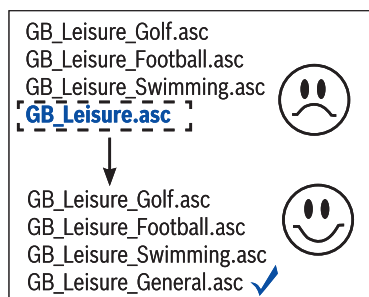 GB_Leisure_Golf.asc
GB_Leisure_Football.asc
GB_Leisure_Swimming.asc
GB_Leisure.asc
GB_Leisure_Golf.asc
GB_Leisure_Football.asc
GB_Leisure_Swimming.asc
GB_Leisure_General.asc